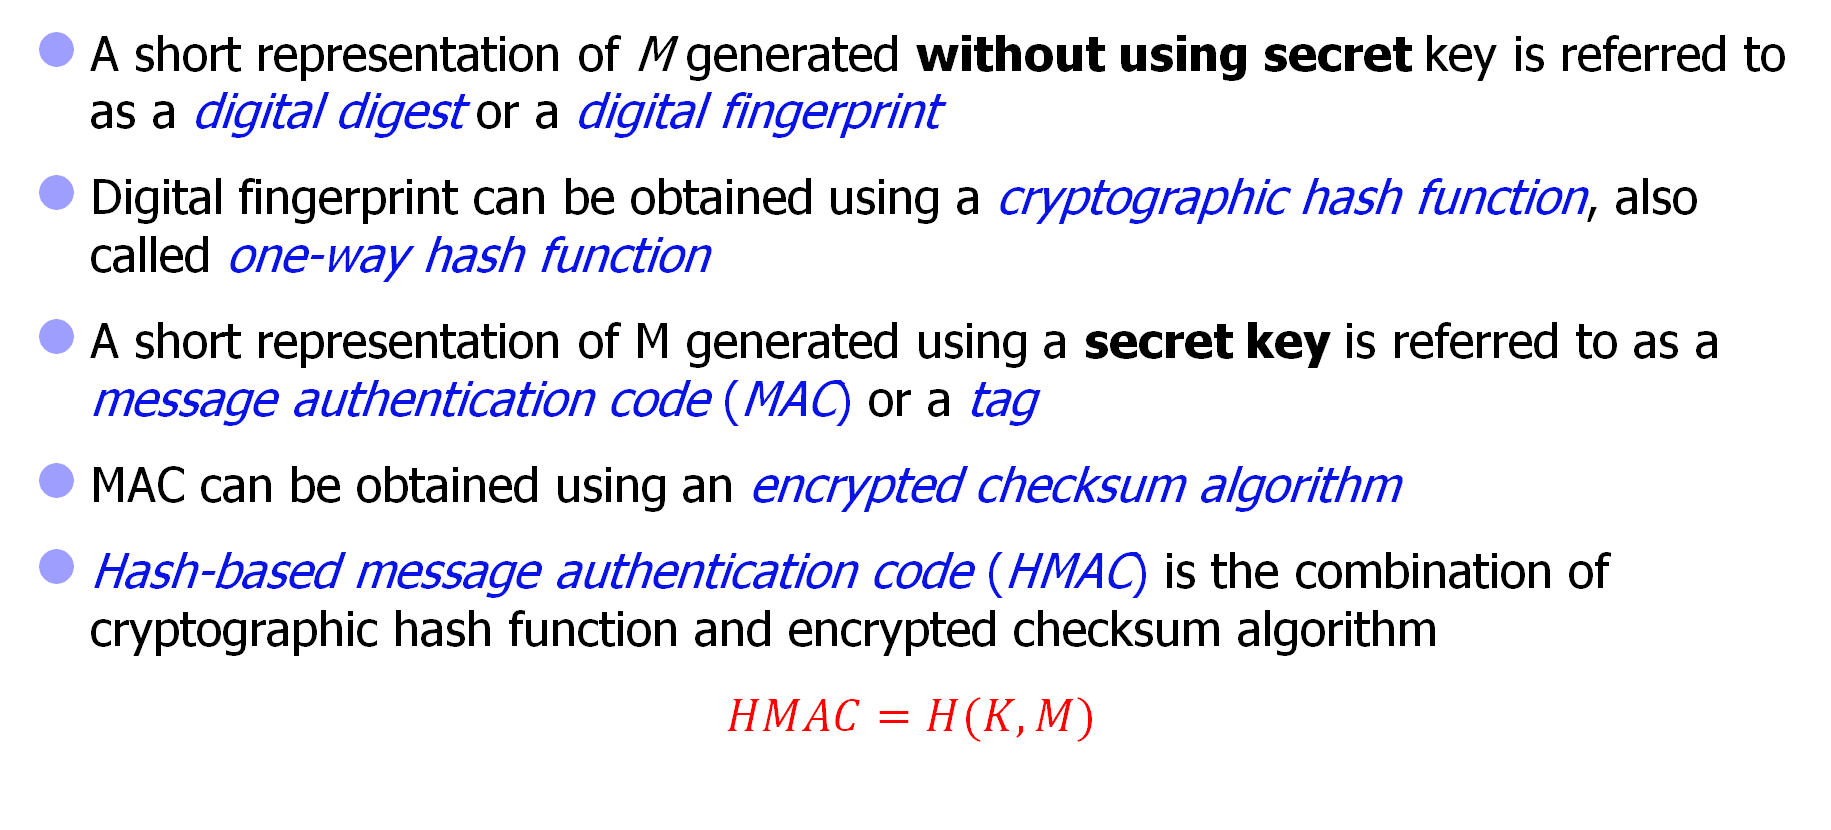 A short representation of M generated without using secret key is referred to
as a digital digest or a digital fingerprint
Digital fingerprint can be obtained using a cryptographic hash function, also
called one-way hash function
A short representation of M generated using a secret key is referred to as a
message authentication code (MAC) or a tag
MAC can be obtained using an encrypted checksum algorithm
Hash-based message authentication code (HMAC) is the combination of
cryptographic hash function and encrypted checksum algorithm
HMAC = H(K, M)